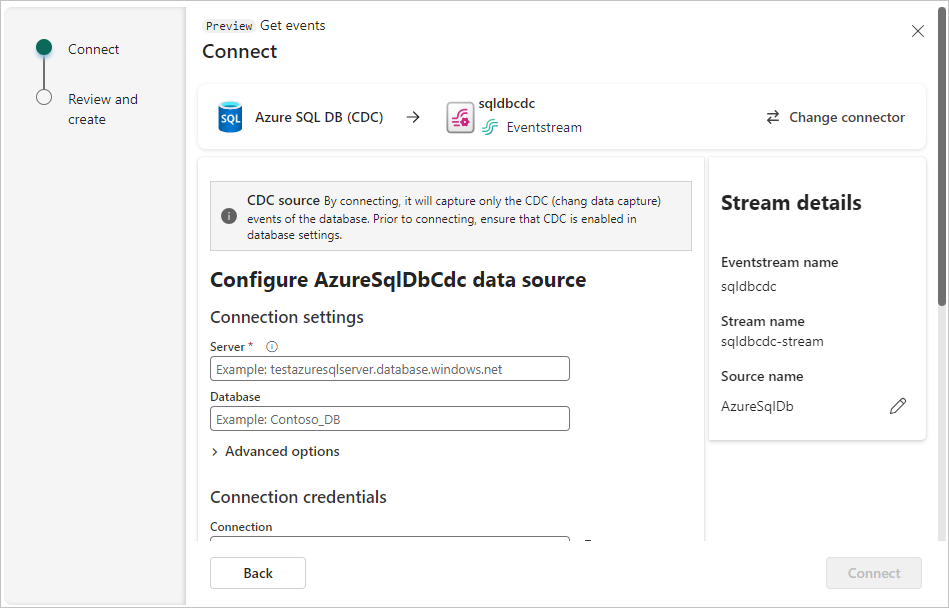 Connect
Review and
create
Preview Get events
Connect
SQL
Azure SQL DB (CDC)
sqldbcdc
Eventstream
Change connector
CDC source By connecting, it will capture only the CDC (chang data capture)
events of the database. Prior to connecting, ensure that CDC is enabled in
database settings.
Configure AzureSqlDbCdc data source
Connection settings
Server *
Example: testazuresqlserver.database.windows.net
Database
Example: Contoso_DB
Advanced options
Connection credentials
Connection
Stream details
Eventstream name
sqldbcdc
Stream name
sqldbcdc-stream
Source name
AzureSqlDb
Back
Connect